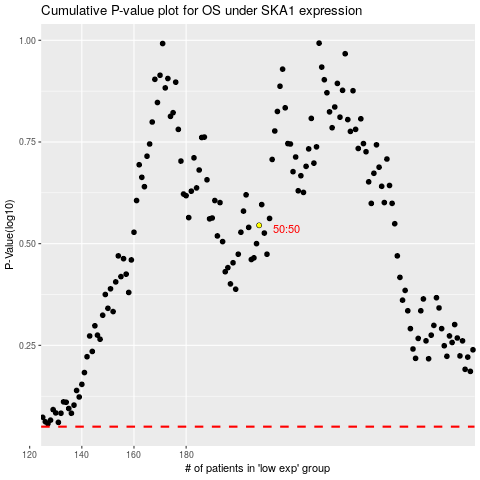 Cumulative P-value plot for OS under SKA1 expression
P-Value(log10)
1.00
0.75
0.50
0.25
50:50
120 140 160 180
# of patients in 'low exp' group